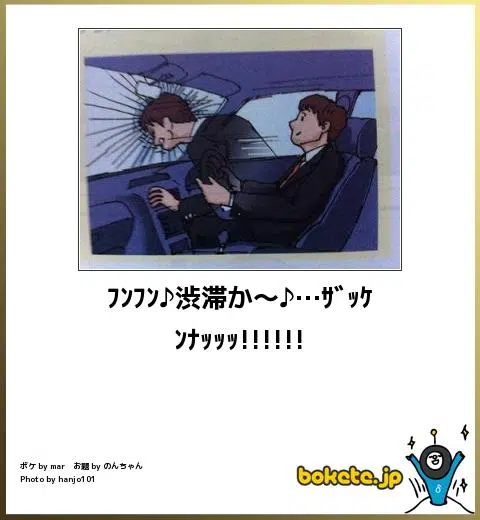 ﾌﾝﾌﾝ♪渋滞か～♪…ｻﾞｯｹ
ﾝﾅｯｯｯ!!!!!!
ボケ by mar　お題 by のんちゃん
Photo by hanjo101
bokete.jp